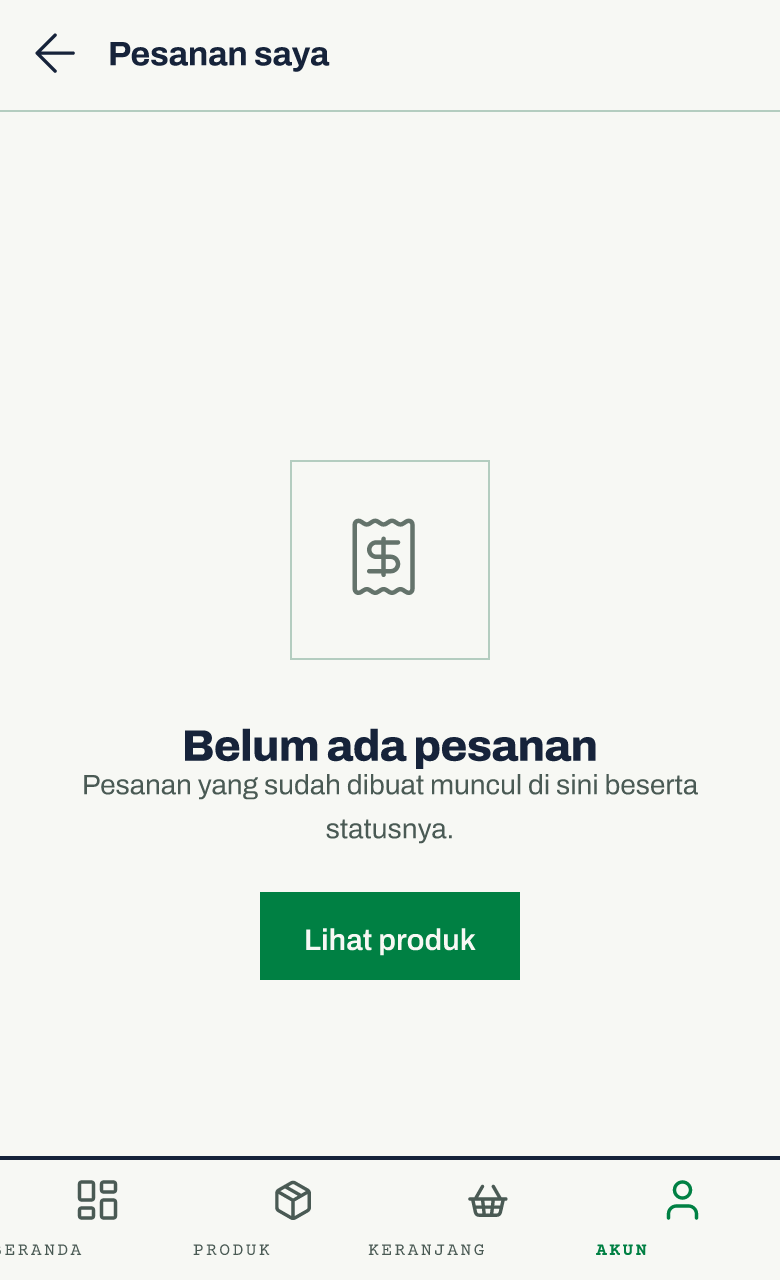 Pesanan saya
Belum ada pesanan
Pesanan yang sudah dibuat muncul di sini beserta
statusnya.
Lihat produk
BERANDA PRODUK KERANJANG AKUN